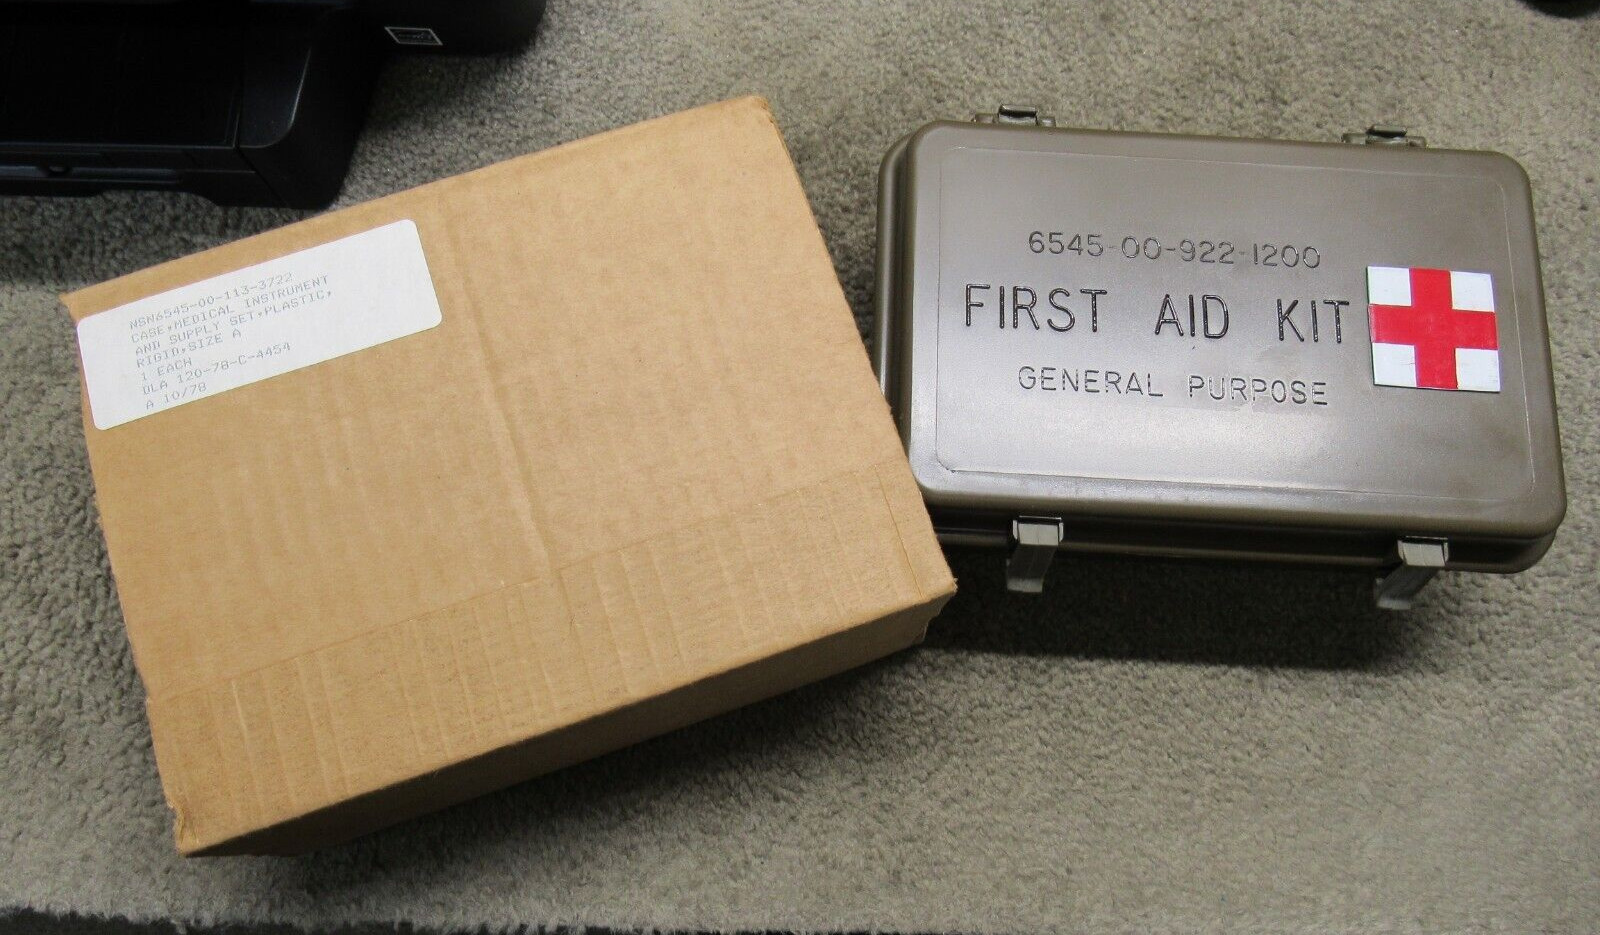 NSN6545-00-113-3722
CASE,MEDICAL INSTRUMENT
AND SUPPLY SET,PLASTIC,
RIGID,SIZE A
1 EACH
DLA 120-78-C-4454
A 10/78
6545-00-922-1200
FIRST AID KIT
GENERAL PURPOSE